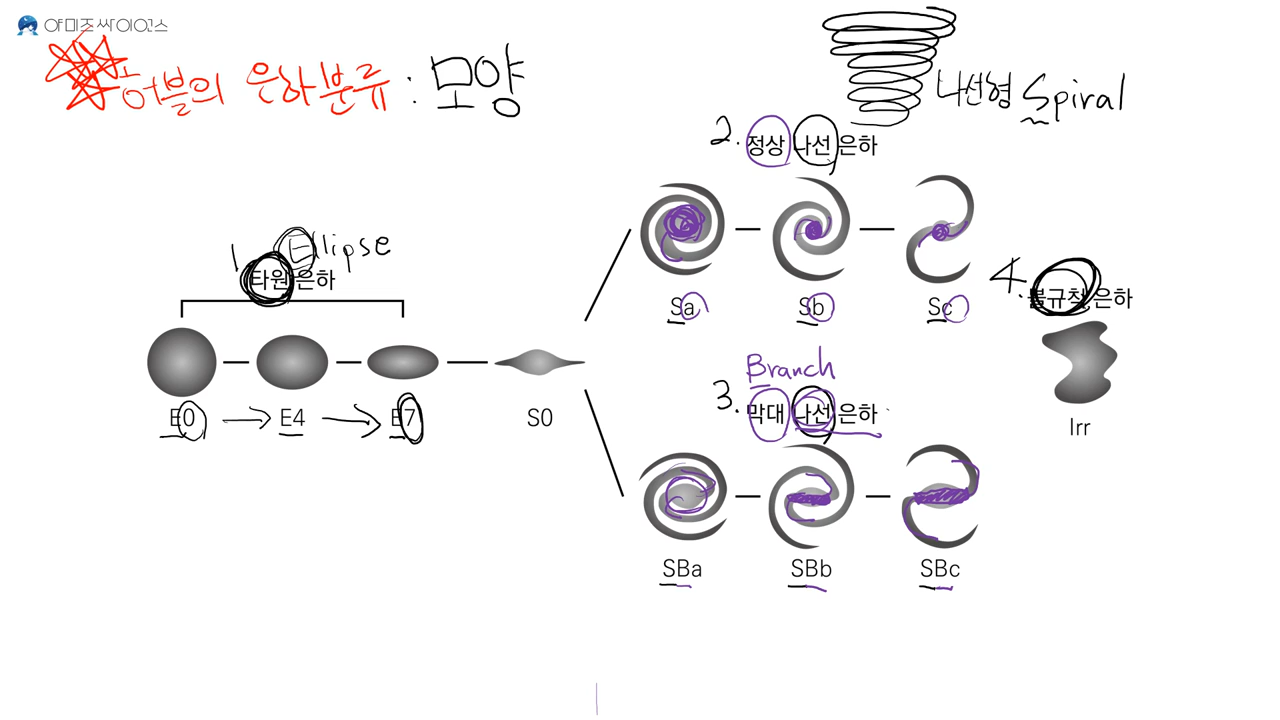 야미즈 싸이언스
허블의 은하분류 : 모양
나선형 Spiral
2. 정상 나선 은하
1 Ellipse
타원 은하
Sa
Sb
Sc
4. 불규칙 은하
E0
E4
E7
S0
Irr
Branch
3. 막대 나선 은하
SBa
SBb
SBc